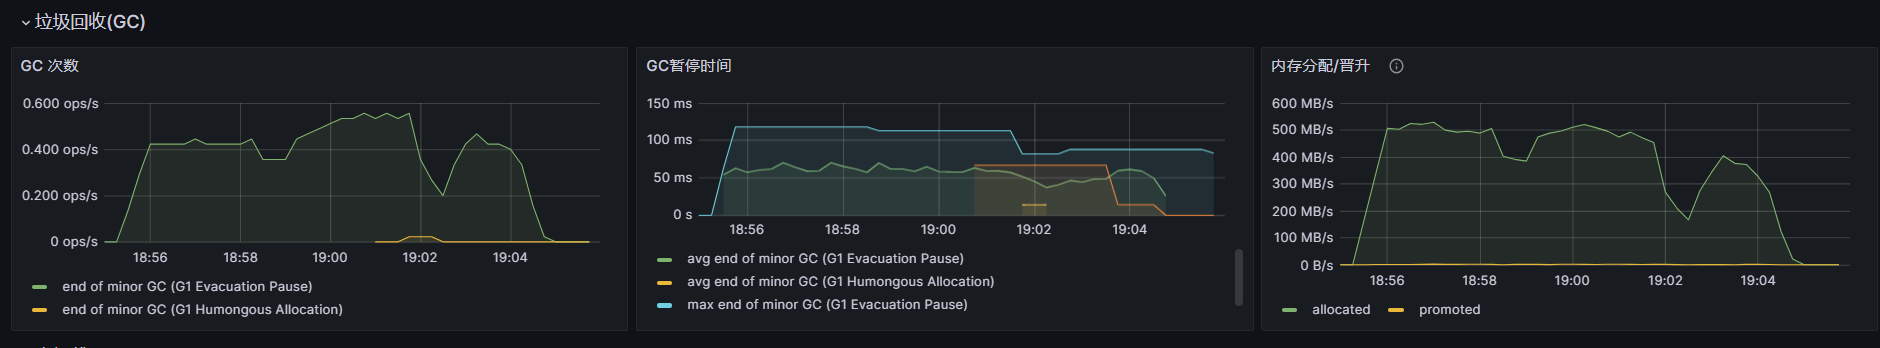 垃圾回收(GC)
GC 次数
0.600 ops/s
0.400 ops/s
0.200 ops/s
0 ops/s
18:56
18:58
19:00
19:02
19:04
end of minor GC (G1 Evacuation Pause)
end of minor GC (G1 Humongous Allocation)
GC暂停时间
150 ms
100 ms
50 ms
0 s
18:56
18:58
19:00
19:02
19:04
avg end of minor GC (G1 Evacuation Pause)
avg end of minor GC (G1 Humongous Allocation)
max end of minor GC (G1 Evacuation Pause)
内存分配/晋升
600 MB/s
500 MB/s
400 MB/s
300 MB/s
200 MB/s
100 MB/s
0 B/s
18:56
18:58
19:00
19:02
19:04
allocated promoted